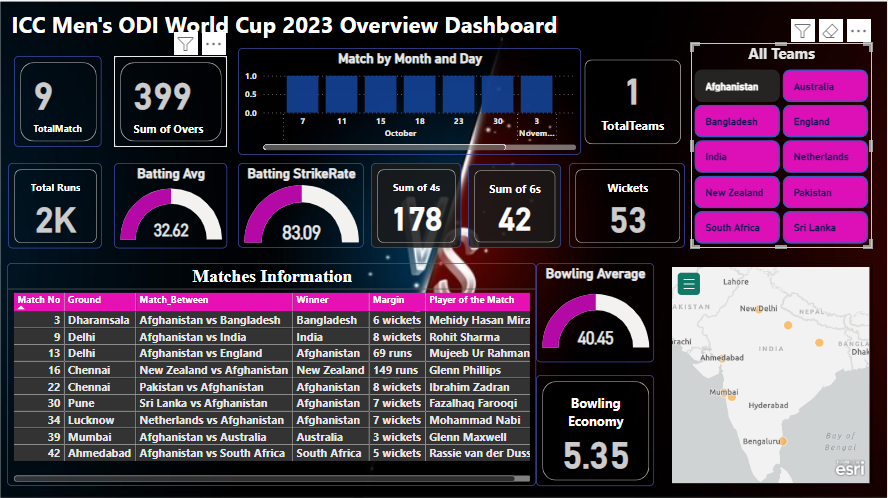 ICC Men's ODI World Cup 2023 Overview Dashboard
9
TotalMatch
399
Sum of Overs
Match by Month and Day
1.0
0.5
0.0
7 11 15 18 23 30 3
October Novem...
1
TotalTeams
All Teams
Afghanistan Australia
Bangladesh England
India Netherlands
New Zealand Pakistan
South Africa Sri Lanka
Total Runs
2K
Batting Avg
32.62
Batting StrikeRate
83.09
Sum of 4s
178
Sum of 6s
42
Wickets
53
VS
Matches Information
Match No Ground Match_Between Winner Margin Player of the Match
3 Dharamsala Afghanistan vs Bangladesh Bangladesh 6 wickets Mehidy Hasan Mira
9 Delhi Afghanistan vs India India 8 wickets Rohit Sharma
13 Delhi Afghanistan vs England Afghanistan 69 runs Mujeeb Ur Rahman
16 Chennai New Zealand vs Afghanistan New Zealand 149 runs Glenn Phillips
22 Chennai Pakistan vs Afghanistan Afghanistan 8 wickets Ibrahim Zadran
30 Pune Sri Lanka vs Afghanistan Afghanistan 7 wickets Fazalhaq Farooqi
34 Lucknow Netherlands vs Afghanistan Afghanistan 7 wickets Mohammad Nabi
39 Mumbai Afghanistan vs Australia Australia 3 wickets Glenn Maxwell
42 Ahmedabad Afghanistan vs South Africa South Africa 5 wickets Rassie van der Duss
Bowling Average
40.45
Bowling
Economy
5.35
Lahore
AKISTAN
New Delhi
NEPAL
arachi
Ahmedabad
INDIA
BANGLA
Dhak
Mumbai
Hyderabad
Bengaluru
Bay of
Bengal
esri